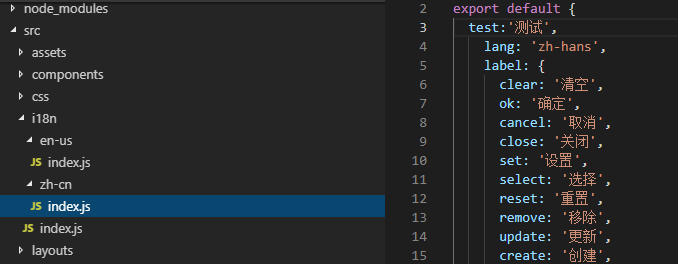 node_modules
src
assets
components
css
i18n
en-us
JS index.js
zh-cn
JS index.js
JS index.js
layouts
2 export default {
3 test:'测试',
4 lang: 'zh-hans',
5 label: {
6 clear: '清空',
7 ok: '确定',
8 cancel: '取消',
9 close: '关闭',
10 set: '设置',
11 select: '选择',
12 reset: '重置',
13 remove: '移除',
14 update: '更新',
15 create: '创建',